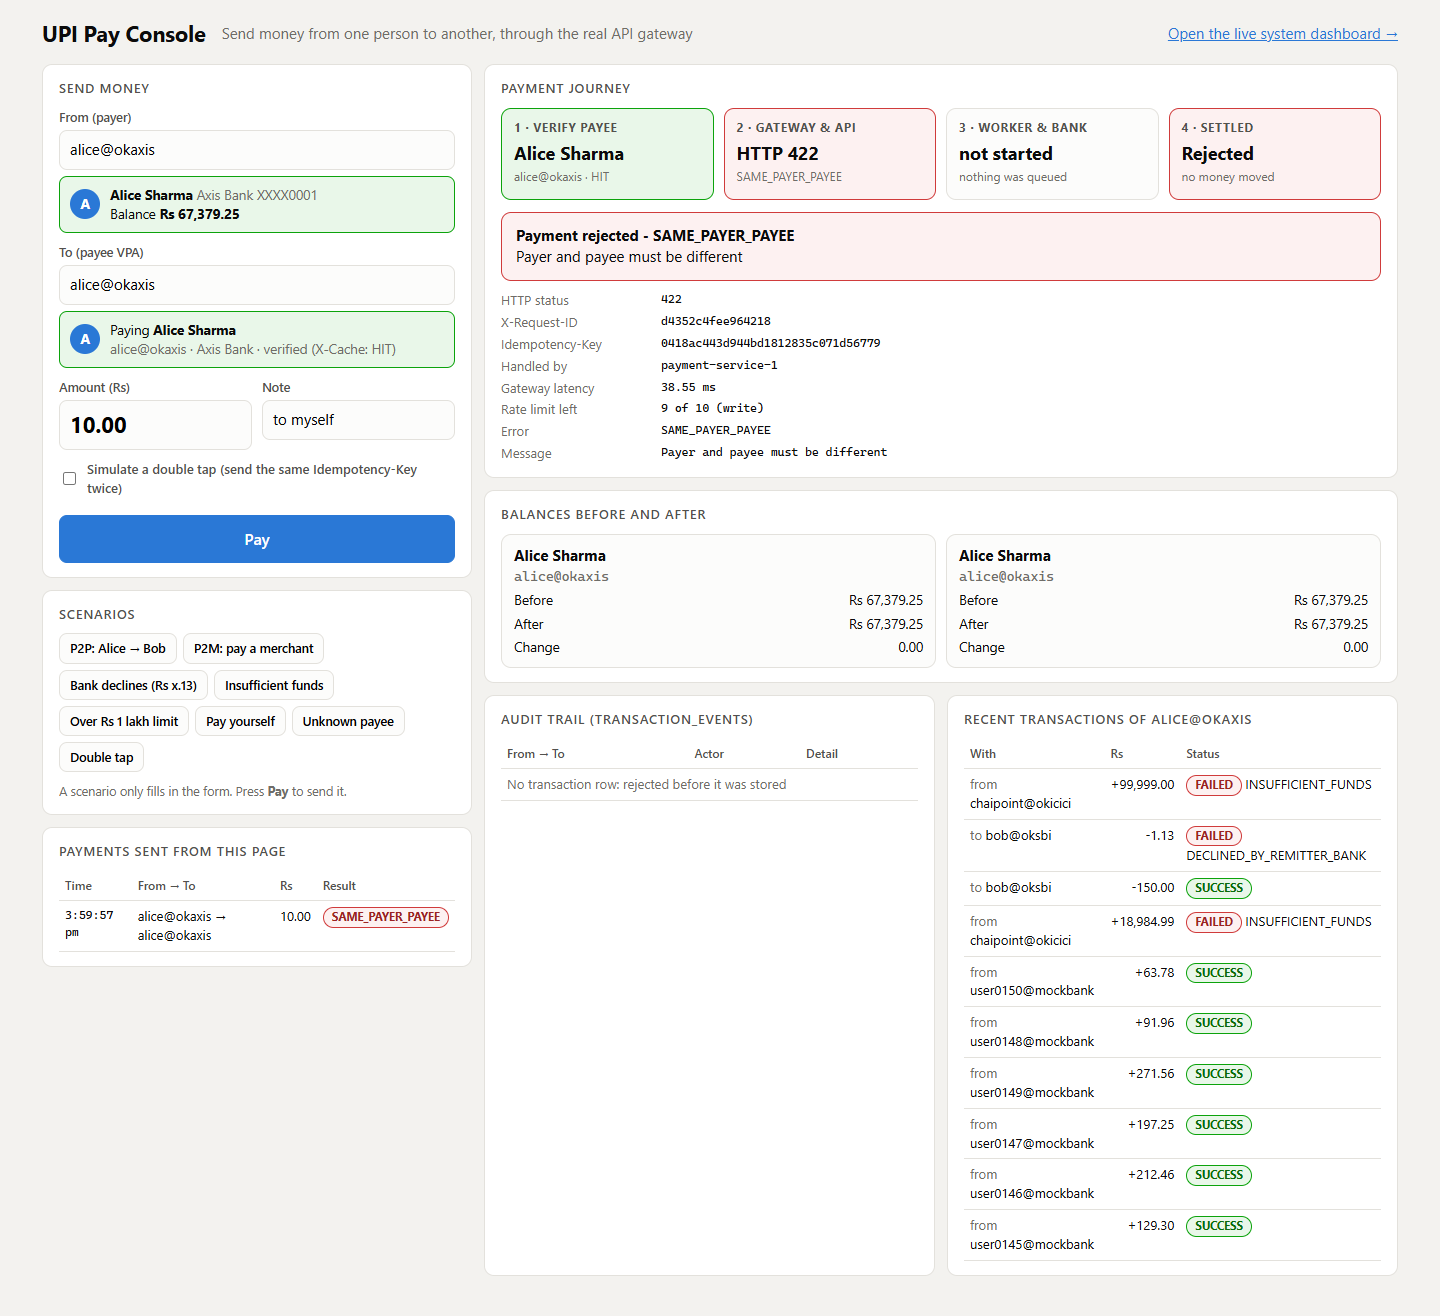 UPI Pay Console
Send money from one person to another, through the real API gateway
Open the live system dashboard →
SEND MONEY
From (payer)
alice@okaxis
A
Alice Sharma Axis Bank XXXX0001
Balance Rs 67,379.25
To (payee VPA)
alice@okaxis
A
Paying Alice Sharma
alice@okaxis · Axis Bank · verified (X-Cache: HIT)
Amount (Rs)
Note
10.00
to myself
Simulate a double tap (send the same Idempotency-Key
twice)
Pay
SCENARIOS
P2P: Alice → Bob
P2M: pay a merchant
Bank declines (Rs x.13)
Insufficient funds
Over Rs 1 lakh limit
Pay yourself
Unknown payee
Double tap
A scenario only fills in the form. Press Pay to send it.
PAYMENTS SENT FROM THIS PAGE
Time From → To Rs Result
3:59:57
pm
alice@okaxis →
alice@okaxis
10.00
SAME_PAYER_PAYEE
PAYMENT JOURNEY
1 · VERIFY PAYEE
Alice Sharma
alice@okaxis · HIT
2 · GATEWAY & API
HTTP 422
SAME_PAYER_PAYEE
3 · WORKER & BANK
not started
nothing was queued
4 · SETTLED
Rejected
no money moved
Payment rejected - SAME_PAYER_PAYEE
Payer and payee must be different
HTTP status 422
X-Request-ID d4352c4fee964218
Idempotency-Key 0418ac443d944bd1812835c071d56779
Handled by payment-service-1
Gateway latency 38.55 ms
Rate limit left 9 of 10 (write)
Error SAME_PAYER_PAYEE
Message Payer and payee must be different
BALANCES BEFORE AND AFTER
Alice Sharma
alice@okaxis
Before Rs 67,379.25
After Rs 67,379.25
Change 0.00
Alice Sharma
alice@okaxis
Before Rs 67,379.25
After Rs 67,379.25
Change 0.00
AUDIT TRAIL (TRANSACTION_EVENTS)
From → To Actor Detail
No transaction row: rejected before it was stored
RECENT TRANSACTIONS OF ALICE@OKAXIS
With Rs Status
from
chaipoint@okicici
+99,999.00
FAILED INSUFFICIENT_FUNDS
to bob@oksbi
-1.13
FAILED
DECLINED_BY_REMITTER_BANK
to bob@oksbi
-150.00
SUCCESS
from
chaipoint@okicici
+18,984.99
FAILED INSUFFICIENT_FUNDS
from
user0150@mockbank
+63.78
SUCCESS
from
user0148@mockbank
+91.96
SUCCESS
from
user0149@mockbank
+271.56
SUCCESS
from
user0147@mockbank
+197.25
SUCCESS
from
user0146@mockbank
+212.46
SUCCESS
from
user0145@mockbank
+129.30
SUCCESS